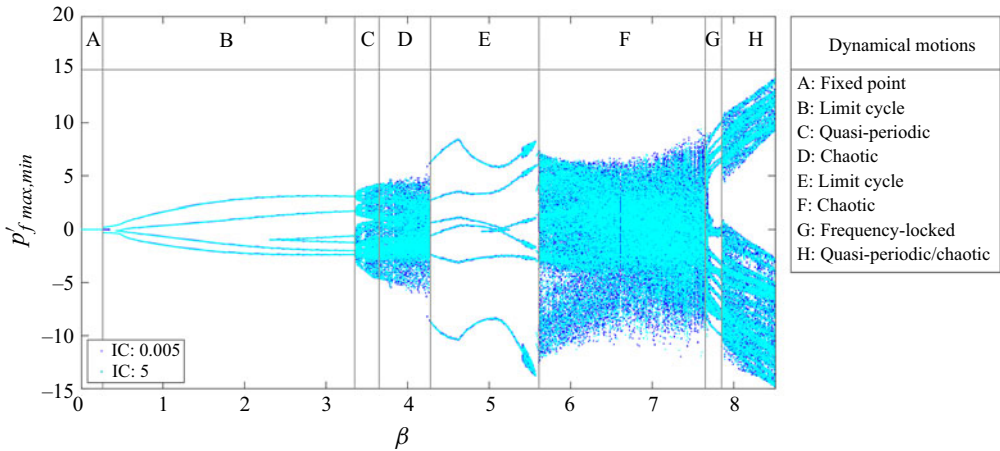 20
A B C D E F G H
15
10
5
0
−5
−10
−15
p′f max,min
IC: 0.005
IC: 5
0 1 2 3 4 5 6 7 8
β
Dynamical motions
A: Fixed point
B: Limit cycle
C: Quasi-periodic
D: Chaotic
E: Limit cycle
F: Chaotic
G: Frequency-locked
H: Quasi-periodic/chaotic